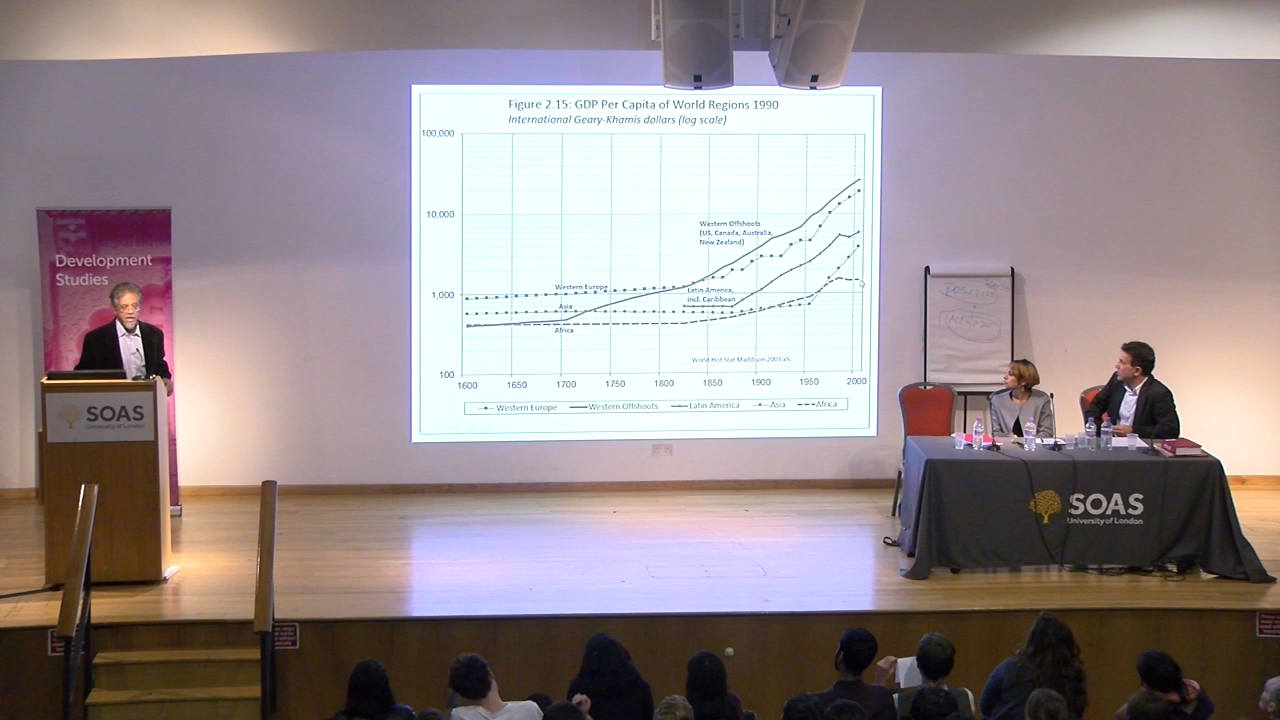 Figure 2.15: GDP Per Capita of World Regions 1990
International Geary-Khamis dollars (log scale)
100,000
10,000
1,000
100
Western Offshoots
(US, Canada, Australia,
New Zealand)
Western Europe
Latin America,
incl. Caribbean
Asia
Africa
World Hist Stat Maddison 2003.xls
1600 1650 1700 1750 1800 1850 1900 1950 2000
Western Europe Western Offshoots Latin America Asia Africa
Development
Studies
SOAS
University of London
SOAS
University of London